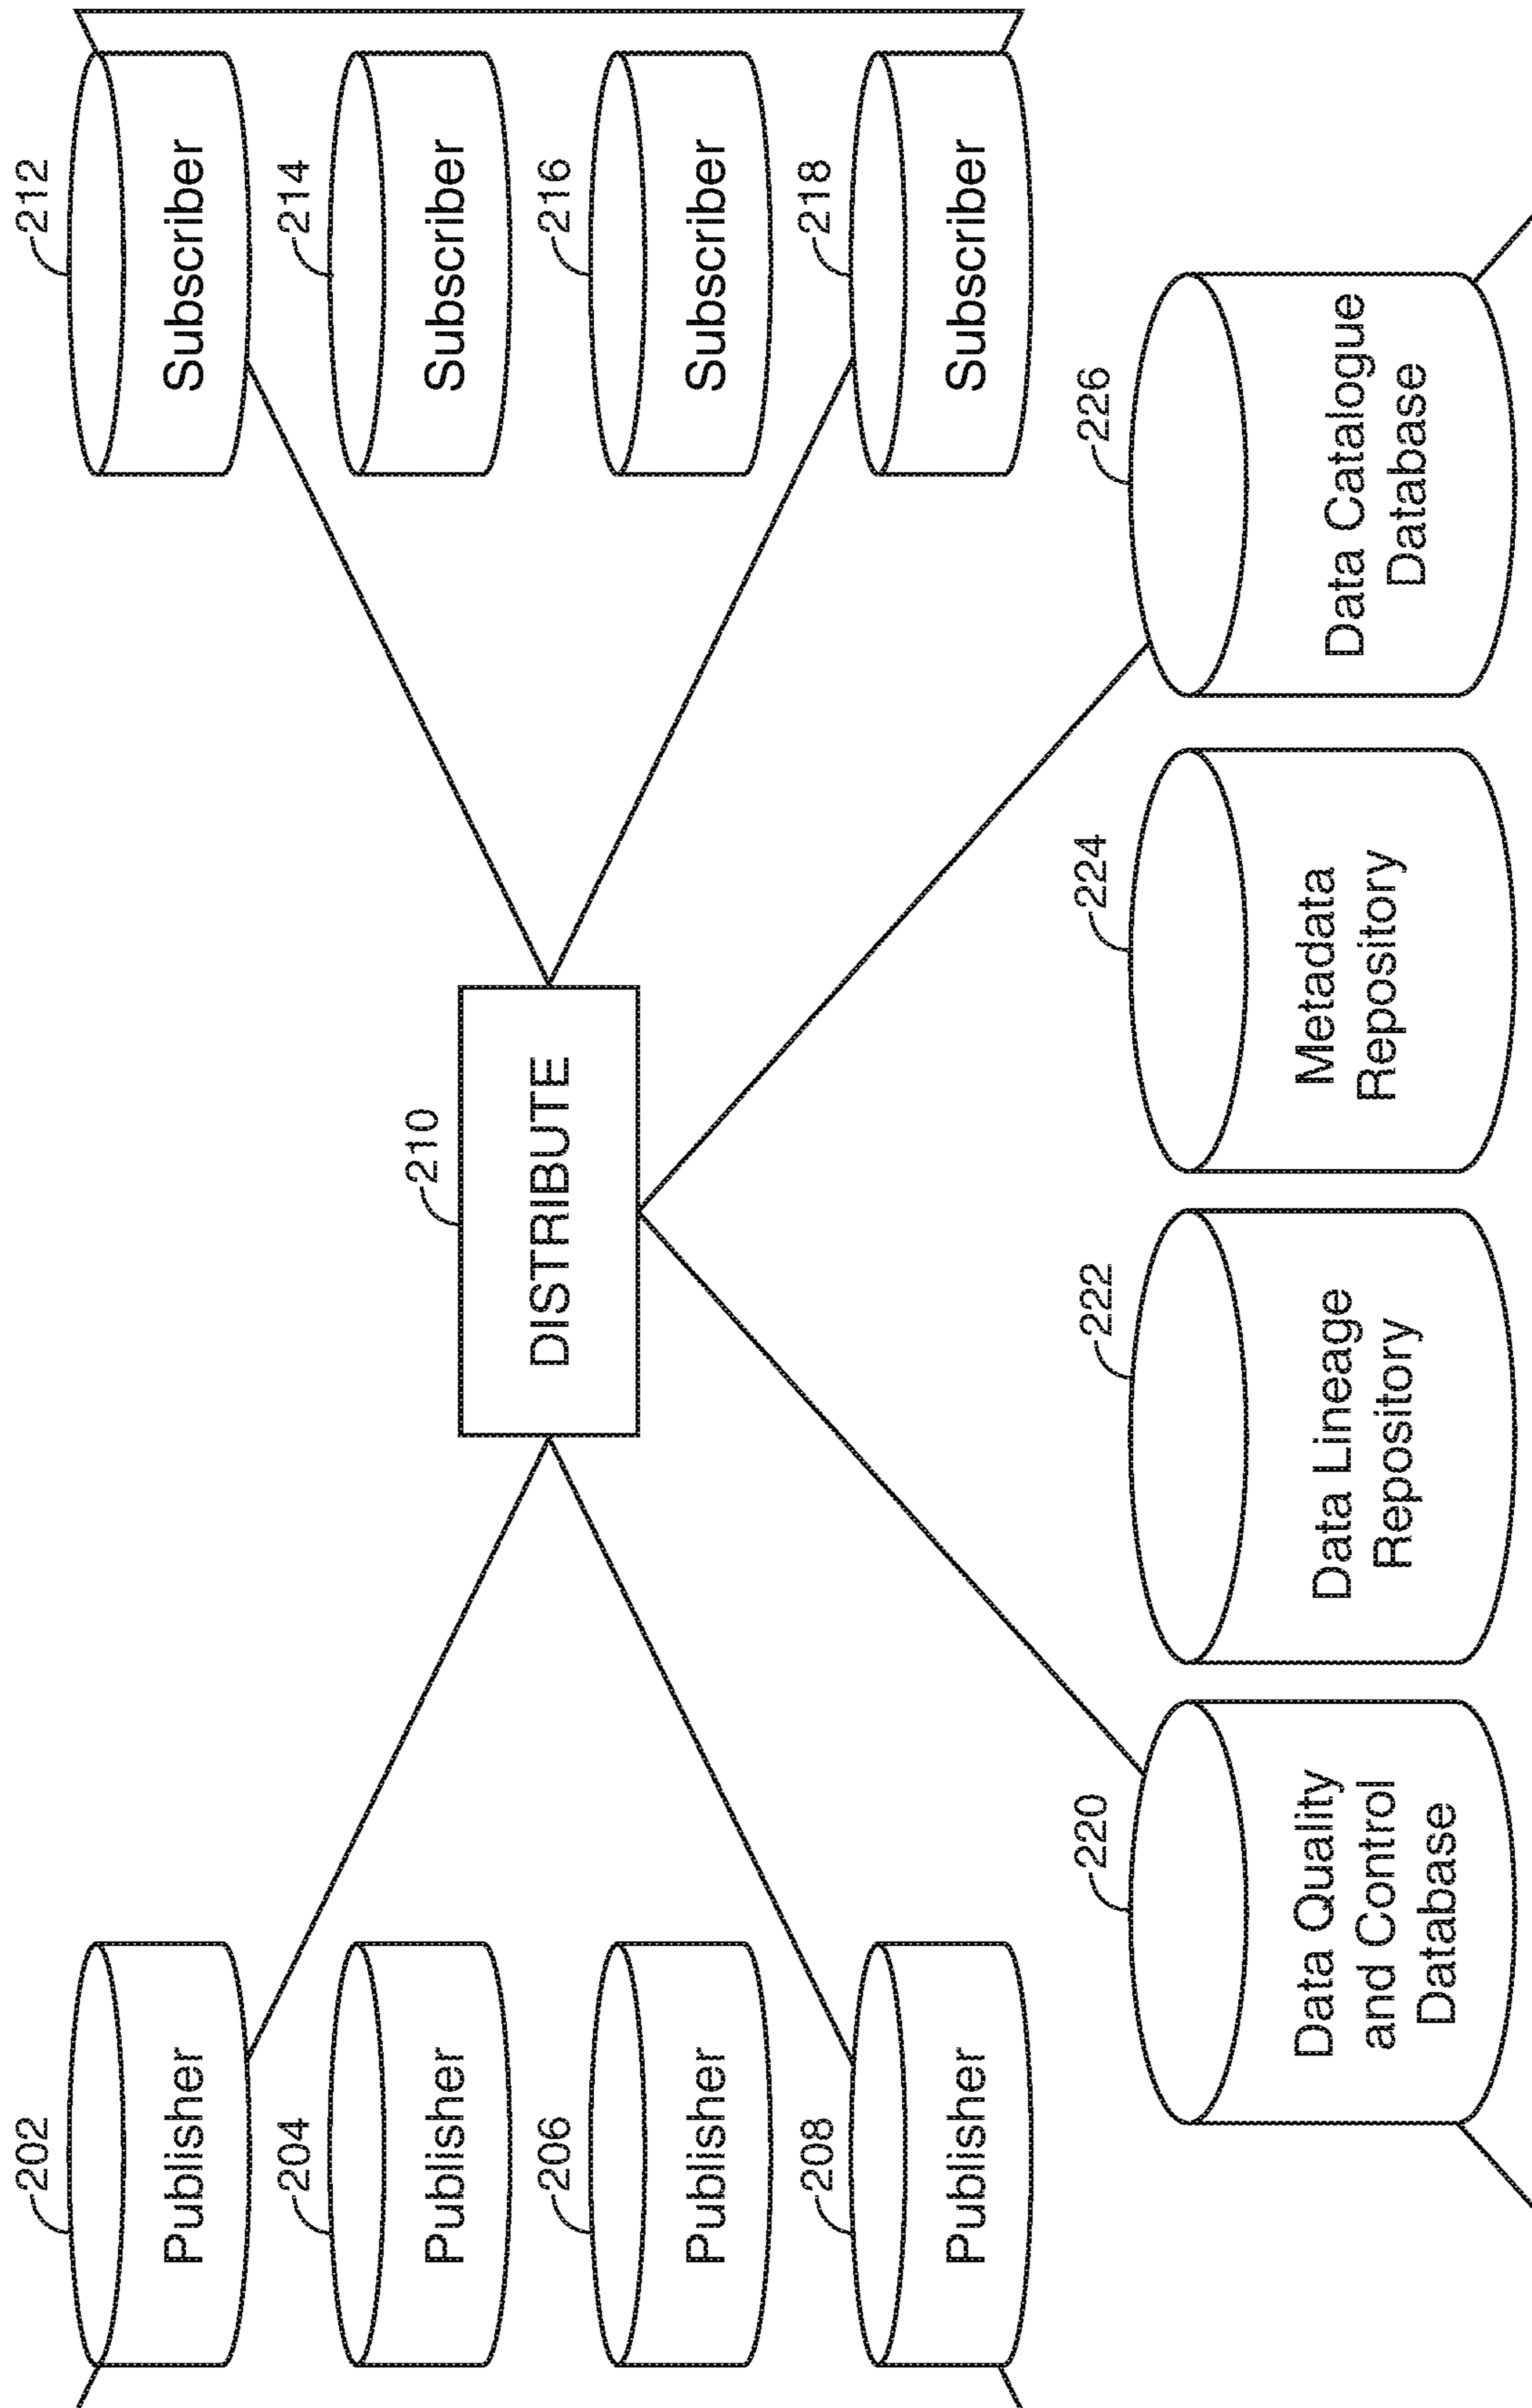 202
Publisher
204
Publisher
206
Publisher
208
Publisher
210
DISTRIBUTE
212
Subscriber
214
Subscriber
216
Subscriber
218
Subscriber
220
Data Quality
and Control
Database
222
Data Lineage
Repository
224
Metadata
Repository
226
Data Catalogue
Database